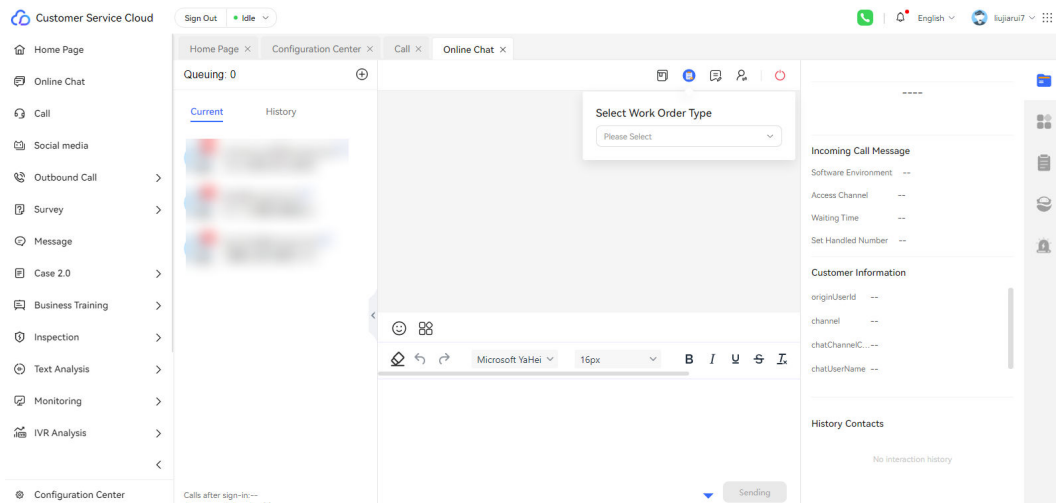 Customer Service Cloud
Sign Out
Idle
English
liujiarui7
Home Page
Online Chat
Call
Social media
Outbound Call
Survey
Message
Case 2.0
Business Training
Inspection
Text Analysis
Monitoring
IVR Analysis
Configuration Center
Home Page × Configuration Center × Call × Online Chat ×
Queuing: 0
Current
History
Calls after sign-in:--
Select Work Order Type
Please Select
Microsoft YaHei
16px
B I U S T
Sending
----
Incoming Call Message
Software Environment --
Access Channel --
Waiting Time --
Set Handled Number --
Customer Information
originUserId --
channel --
chatChannelC...--
chatUserName --
History Contacts
No interaction history